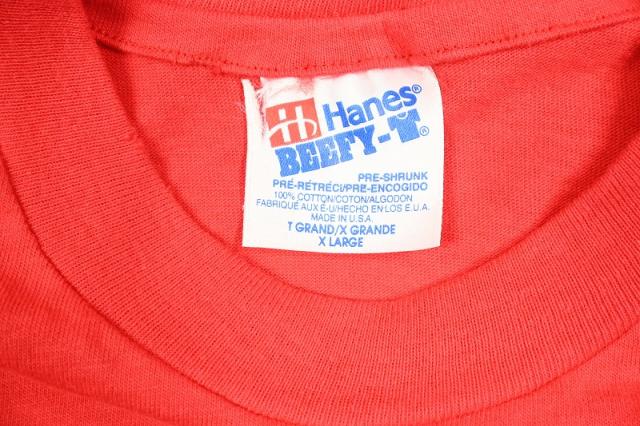 Hanes®
BEEFY-T®
PRE-SHRUNK
PRÉ-RÉTRÉCI/PRE-ENCOGIDO
100% COTTON/COTON/ALGODON
FABRIQUÉ AUX É-U/HECHO EN LOS E.U.A.
MADE IN U.S.A.
T GRAND/X GRANDE
X LARGE